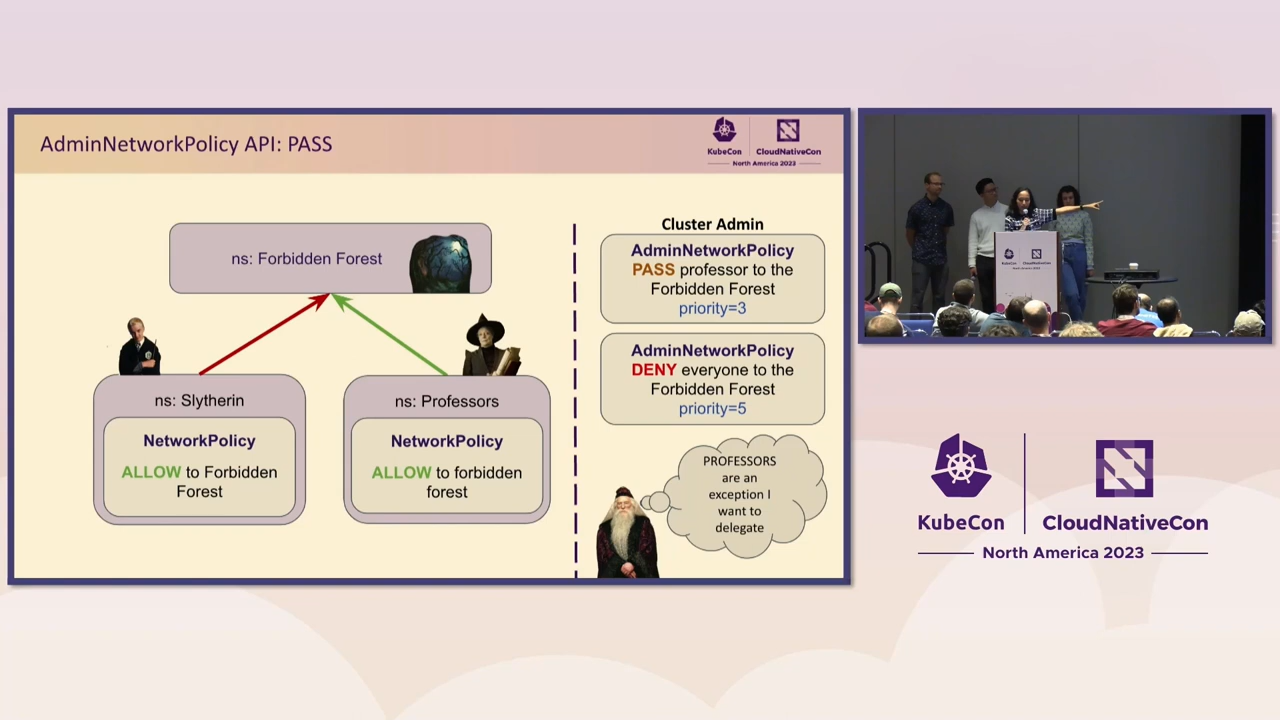 AdminNetworkPolicy API: PASS
KubeCon
CloudNativeCon
North America 2023
ns: Forbidden Forest
ns: Slytherin
NetworkPolicy
ALLOW to Forbidden
Forest
ns: Professors
NetworkPolicy
ALLOW to forbidden
forest
Cluster Admin
AdminNetworkPolicy
PASS professor to the
Forbidden Forest
priority=3
AdminNetworkPolicy
DENY everyone to the
Forbidden Forest
priority=5
PROFESSORS
are an
exception I
want to
delegate
KubeCon
CloudNativeCon
North America 2023